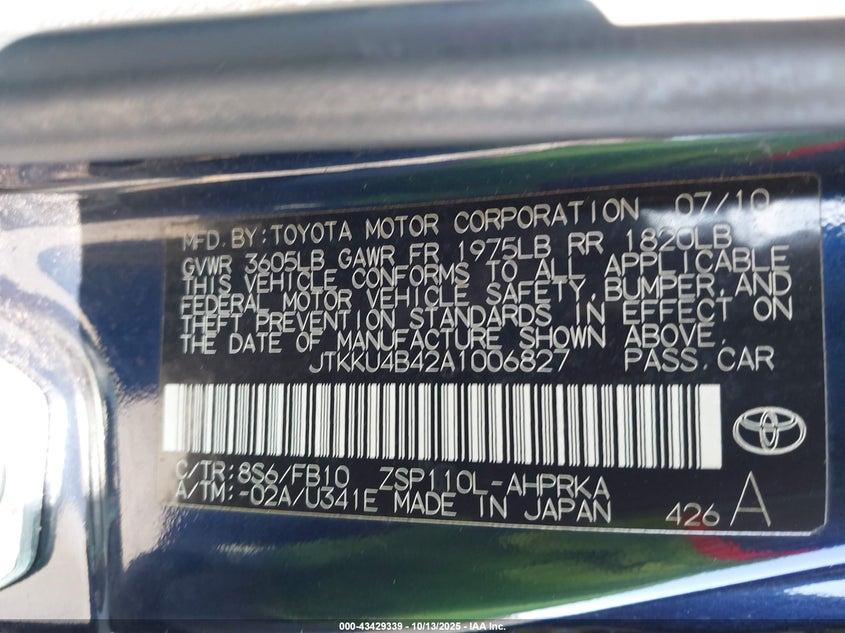 MFD.BY:TOYOTA MOTOR CORPORATION 07/10
GVWR 3605LB GAWR FR 1975LB RR 1820LB
THIS VEHICLE CONFORMS TO ALL APPLICABLE
FEDERAL MOTOR VEHICLE SAFETY,BUMPER,AND
THEFT PREVENTION STANDARDS IN EFFECT ON
THE DATE OF MANUFACTURE SHOWN ABOVE.
JTKKU4B42A1006827 PASS.CAR
C/TR:8S6/FB10 ZSP110L-AHPRKA
A/TM:-02A/U341E MADE IN JAPAN 426 A
000-43429339 - 10/13/2025 - IAA Inc.